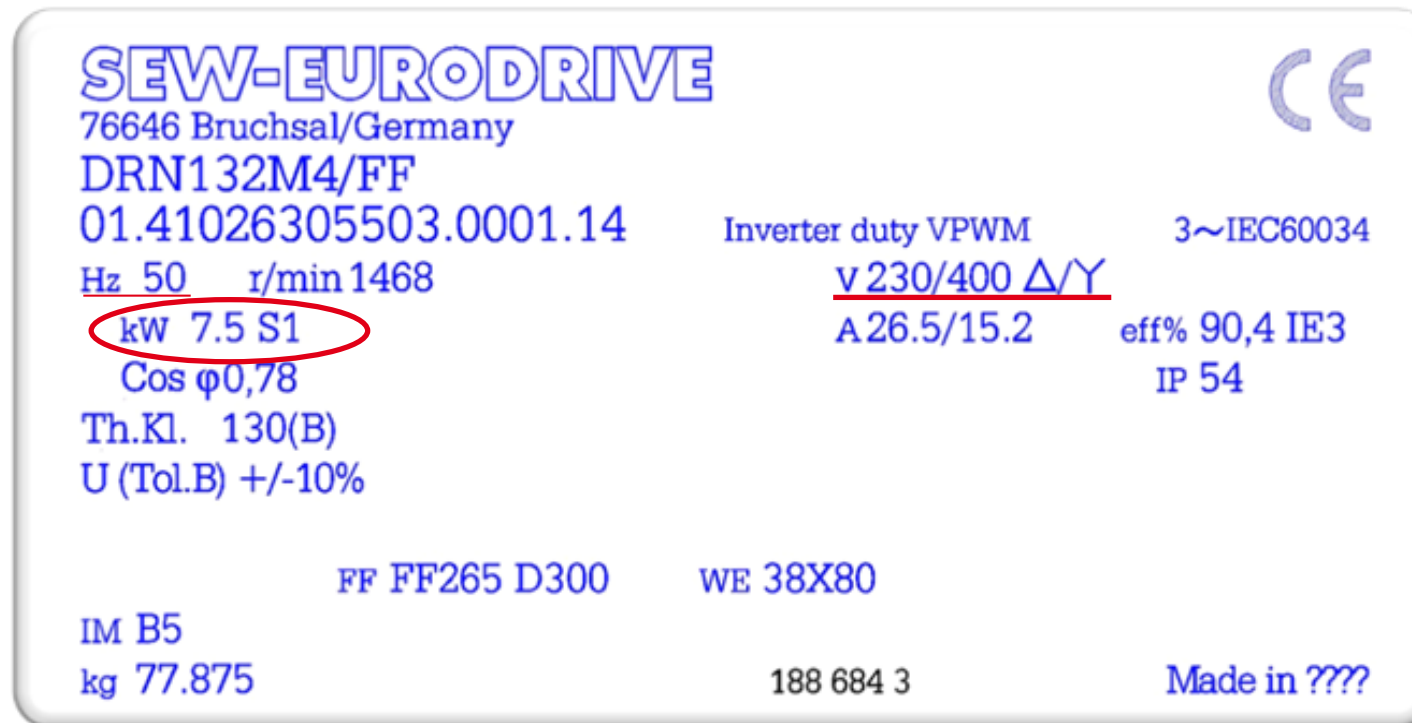 SEW-EURODRIVE
CE
76646 Bruchsal/Germany
DRN132M4/FF
01.41026305503.0001.14 Inverter duty VPWM 3~IEC60034
Hz 50 r/min 1468 V 230/400 Δ/Y
kW 7.5 S1 A 26.5/15.2 eff% 90,4 IE3
Cos φ0,78 IP 54
Th.Kl. 130(B)
U (Tol.B) +/-10%
FF FF265 D300 WE 38X80
IM B5
kg 77.875 188 684 3 Made in ????